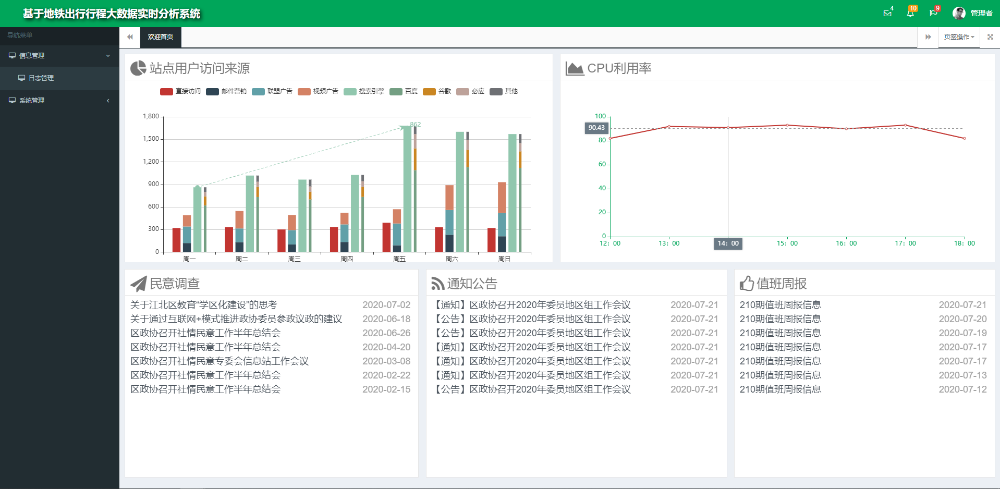 基于地铁出行行程大数据实时分析系统
4
10
9
管理者
导航菜单
信息管理
日志管理
系统管理
欢迎首页
页签操作
站点用户访问来源
直接访问 邮件营销 联盟广告 视频广告 搜索引擎 百度 谷歌 必应 其他
1,800
1,500
1,200
900
600
300
0
862
周一 周二 周三 周四 周五 周六 周日
CPU利用率
100
90.43
80
60
40
20
0
12：00 13：00 14：00 15：00 16：00 17：00 18：00
民意调查
关于江北区教育“学区化建设”的思考 2020-07-02
关于通过互联网+模式推进政协委员参政议政的建议 2020-06-18
区政协召开社情民意工作半年总结会 2020-06-26
区政协召开社情民意工作半年总结会 2020-04-20
区政协召开社情民意专委会信息站工作会议 2020-03-08
区政协召开社情民意工作半年总结会 2020-02-22
区政协召开社情民意工作半年总结会 2020-02-15
通知公告
【通知】区政协召开2020年委员地区组工作会议 2020-07-21
【公告】区政协召开2020年委员地区组工作会议 2020-07-21
【公告】区政协召开2020年委员地区组工作会议 2020-07-21
【通知】区政协召开2020年委员地区组工作会议 2020-07-21
【通知】区政协召开2020年委员地区组工作会议 2020-07-21
【通知】区政协召开2020年委员地区组工作会议 2020-07-21
【公告】区政协召开2020年委员地区组工作会议 2020-07-21
值班周报
210期值班周报信息 2020-07-21
210期值班周报信息 2020-07-20
210期值班周报信息 2020-07-19
210期值班周报信息 2020-07-17
210期值班周报信息 2020-07-17
210期值班周报信息 2020-07-13
210期值班周报信息 2020-07-12